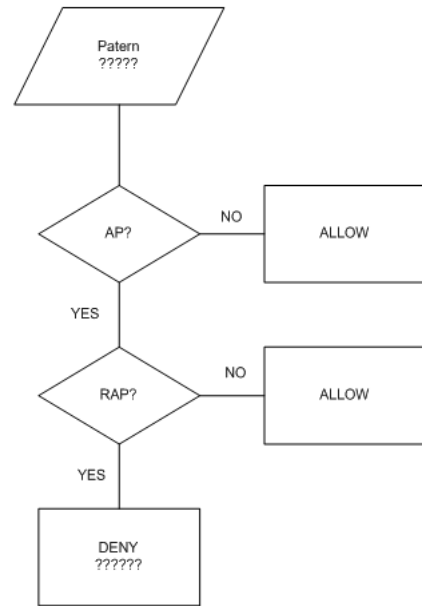 Patern
?????
AP?
NO
ALLOW
YES
RAP?
NO
ALLOW
YES
DENY
??????